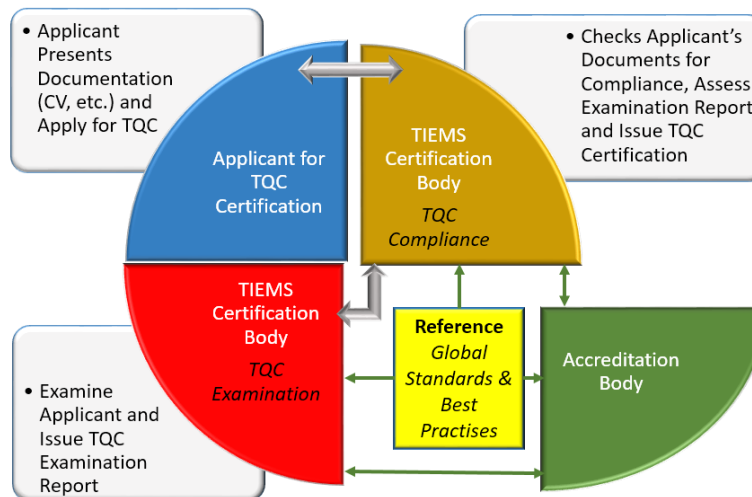 • Applicant
Presents
Documentation
(CV, etc.) and
Apply for TQC
• Checks Applicant’s
Documents for
Compliance, Assess
Examination Report
and Issue TQC
Certification
Applicant for
TQC
Certification
TIEMS
Certification
Body
TQC
Compliance
TIEMS
Certification
Body
TQC
Examination
Reference
Global
Standards &
Best
Practises
Accreditation
Body
• Examine
Applicant and
Issue TQC
Examination
Report